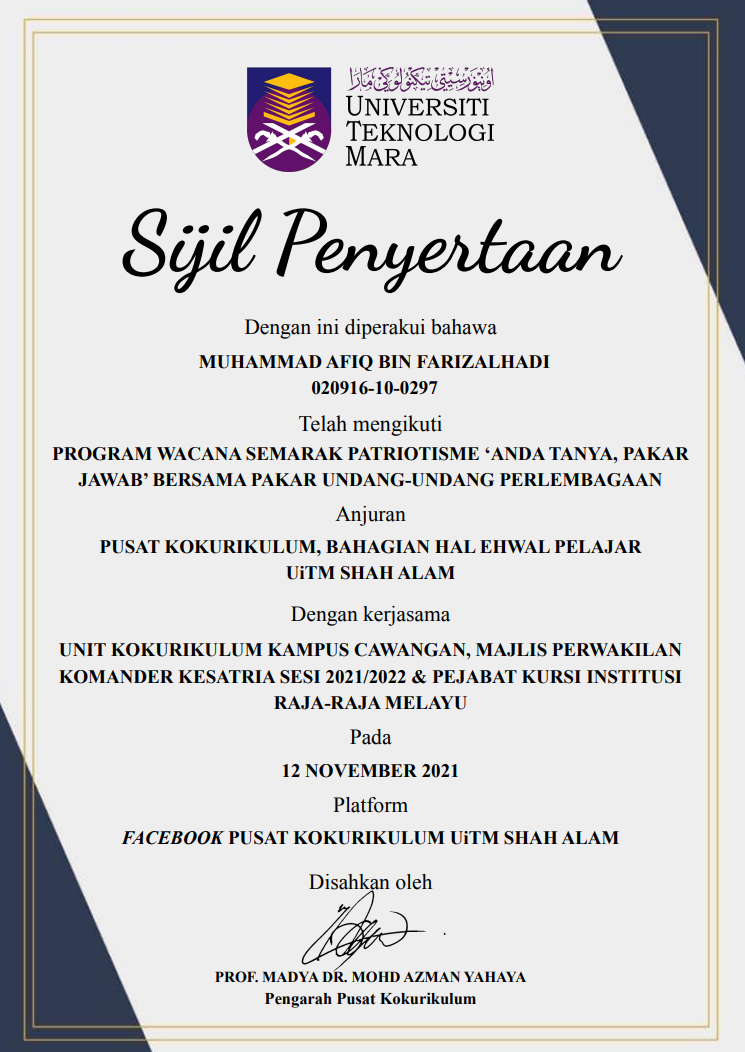 اونيۏرسيتي تيكنولوڬي مارا
UNIVERSITI
TEKNOLOGI
MARA
Sijil Penyertaan
Dengan ini diperakui bahawa
MUHAMMAD AFIQ BIN FARIZALHADI
020916-10-0297
Telah mengikuti
PROGRAM WACANA SEMARAK PATRIOTISME ‘ANDA TANYA, PAKAR
JAWAB’ BERSAMA PAKAR UNDANG-UNDANG PERLEMBAGAAN
Anjuran
PUSAT KOKURIKULUM, BAHAGIAN HAL EHWAL PELAJAR
UiTM SHAH ALAM
Dengan kerjasama
UNIT KOKURIKULUM KAMPUS CAWANGAN, MAJLIS PERWAKILAN
KOMANDER KESATRIA SESI 2021/2022 & PEJABAT KURSI INSTITUSI
RAJA-RAJA MELAYU
Pada
12 NOVEMBER 2021
Platform
FACEBOOK PUSAT KOKURIKULUM UiTM SHAH ALAM
Disahkan oleh
PROF. MADYA DR. MOHD AZMAN YAHAYA
Pengarah Pusat Kokurikulum